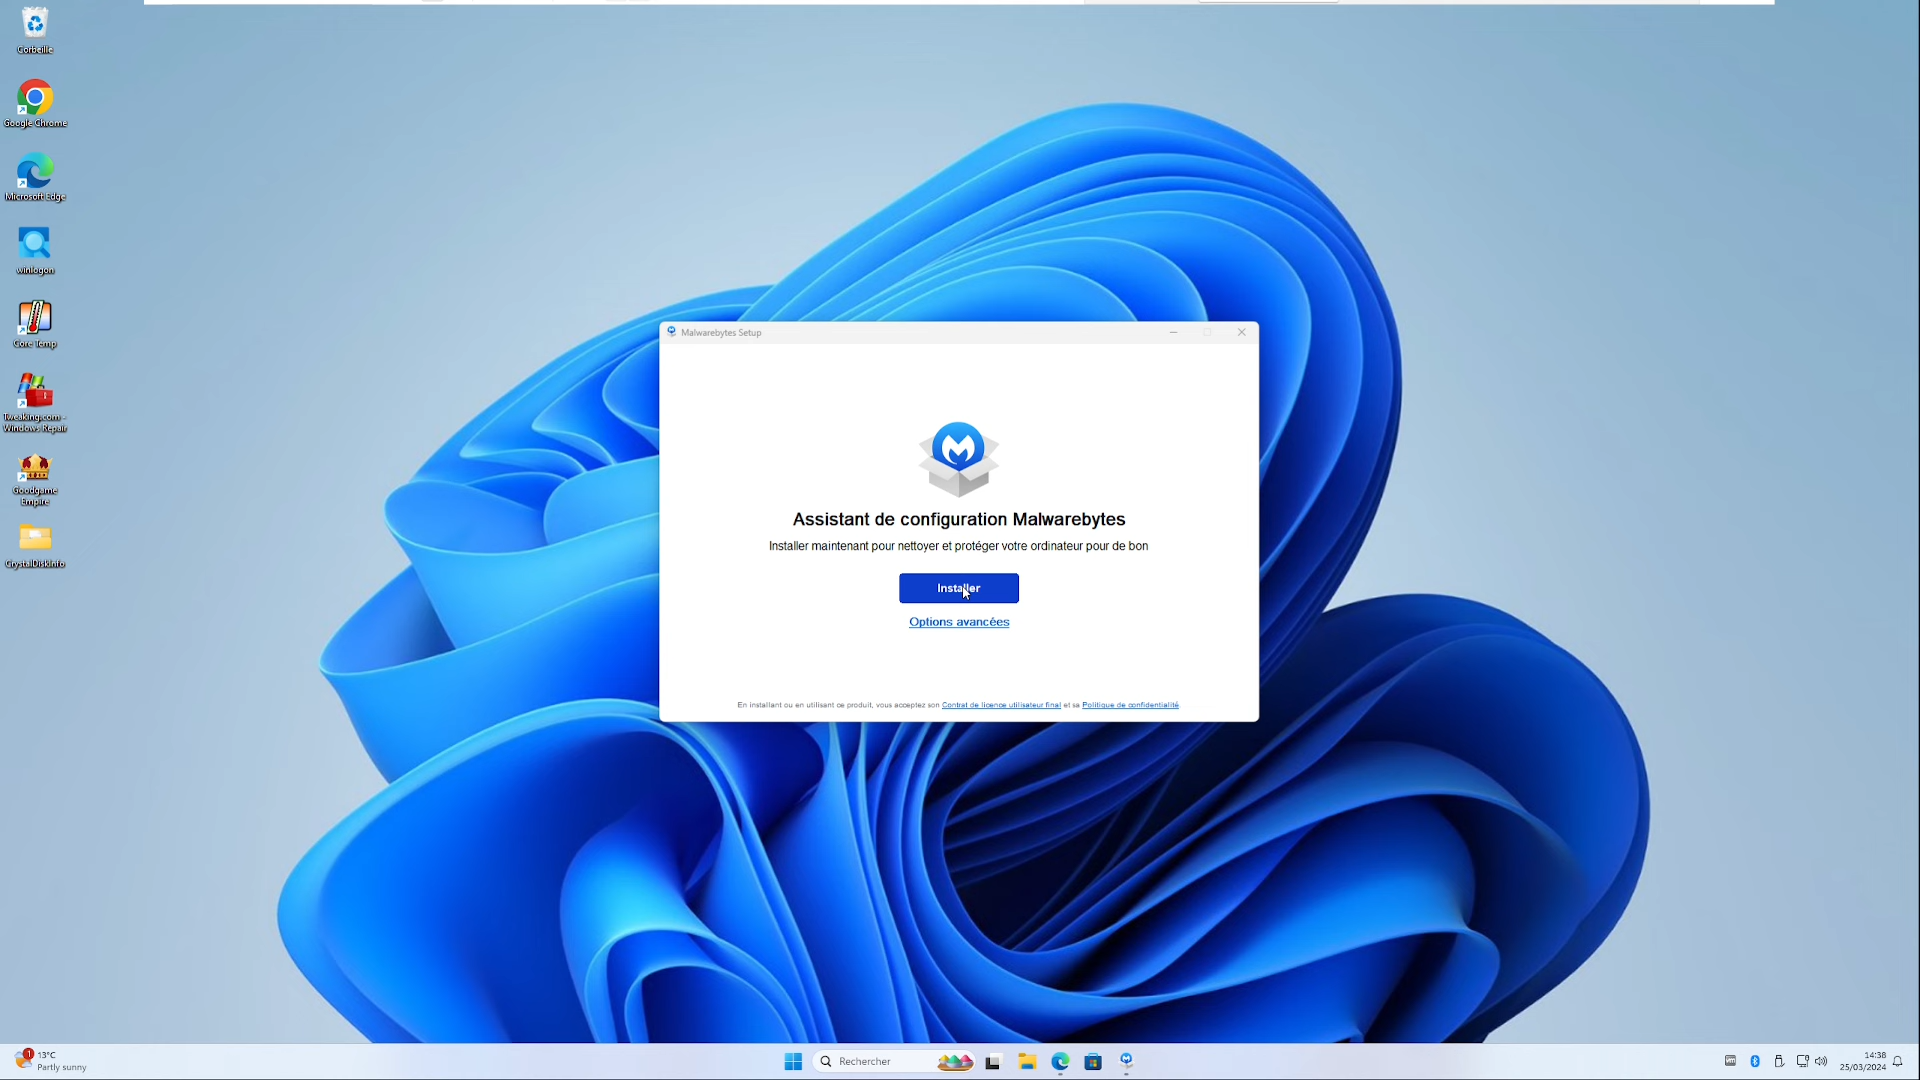 Corbeille
Google Chrome
Microsoft Edge
winlogon
Core Temp
Tweaking.com -
Windows Repair
Goodgame
Empire
CrystalDiskInfo
Malwarebytes Setup
Assistant de configuration Malwarebytes
Installer maintenant pour nettoyer et protéger votre ordinateur pour de bon
Installer
Options avancées
En installant ou en utilisant ce produit, vous acceptez son Contrat de licence utilisateur final et sa Politique de confidentialité
1
13°C
Partly sunny
Rechercher
14:38
25/03/2024